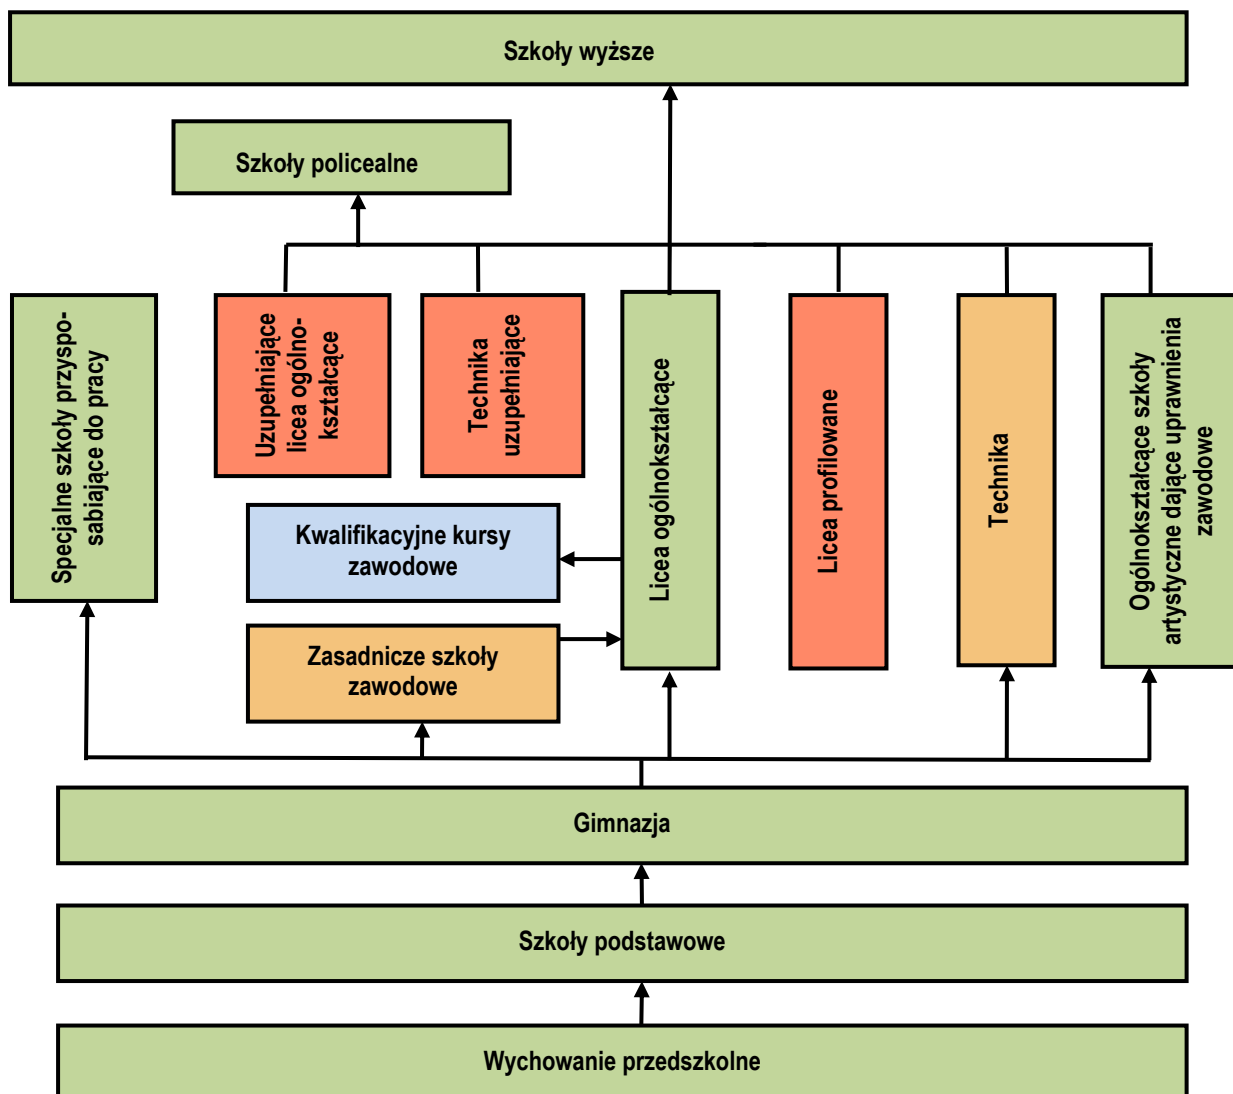 Szkoły wyższe
Szkoły policealne
Specjalne szkoły przyspo-
sabiające do pracy
Uzupełniające
licea ogólno-
kształcące
Technika
uzupełniające
Licea ogólnokształcące
Licea profilowane
Technika
Ogólnokształcące szkoły
artystyczne dające uprawnienia
zawodowe
Kwalifikacyjne kursy
zawodowe
Zasadnicze szkoły
zawodowe
Gimnazja
Szkoły podstawowe
Wychowanie przedszkolne